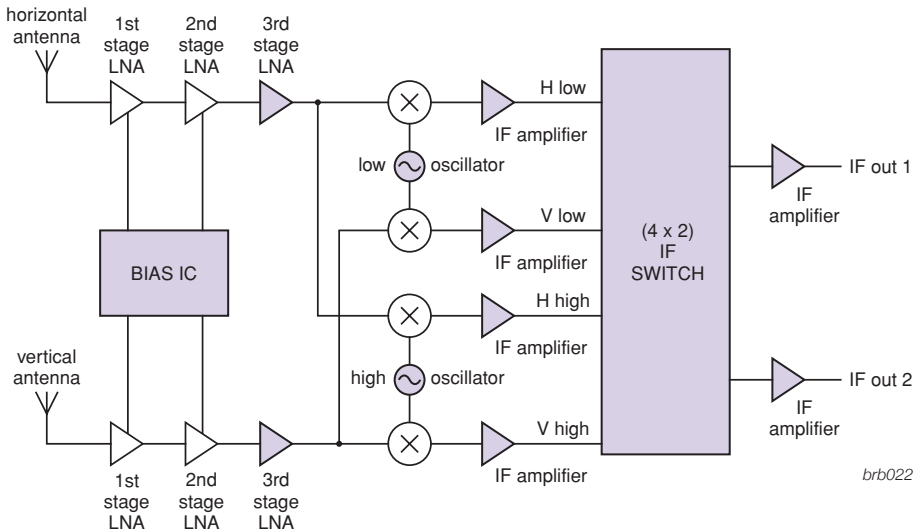 horizontal
antenna
1st
stage
LNA
2nd
stage
LNA
3rd
stage
LNA
H low
IF amplifier
low
oscillator
IF out 1
IF
amplifier
V low
IF amplifier
(4 x 2)
IF
SWITCH
BIAS IC
H high
IF amplifier
vertical
antenna
high
oscillator
IF out 2
IF
amplifier
V high
IF amplifier
1st
stage
LNA
2nd
stage
LNA
3rd
stage
LNA
brb022